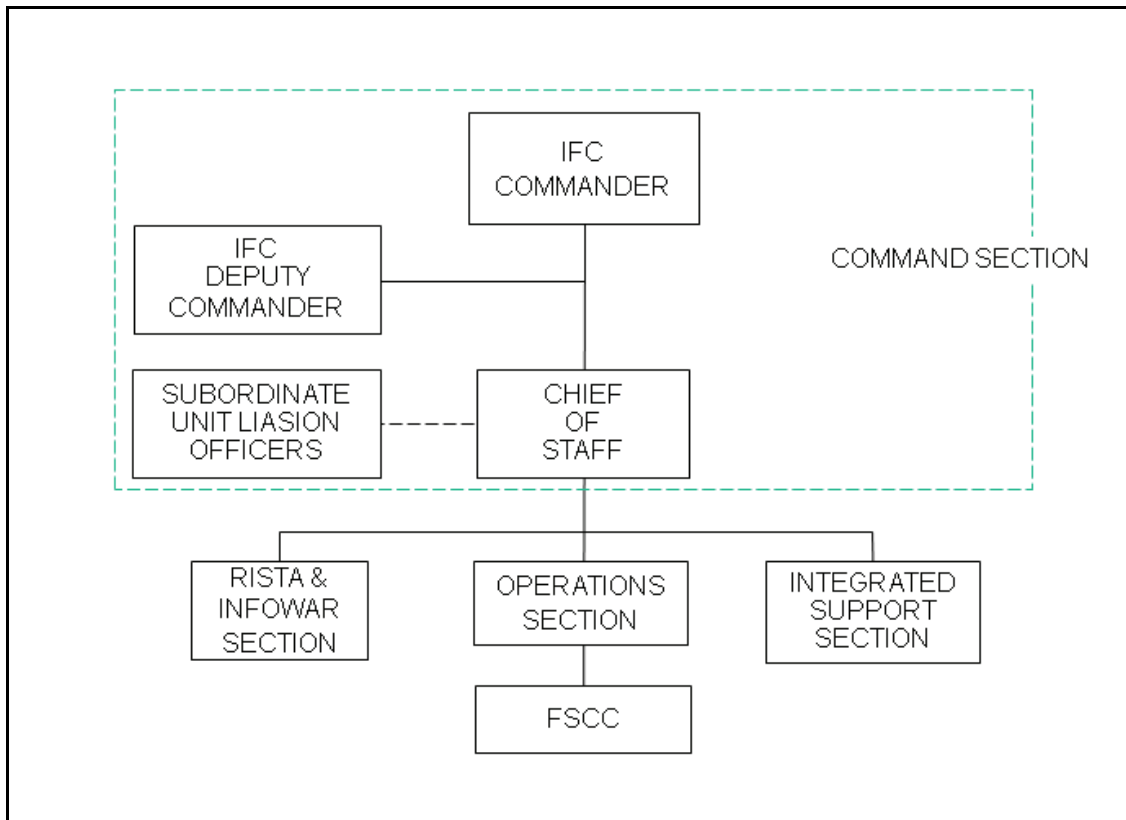 IFC
COMMANDER
IFC
DEPUTY
COMMANDER
COMMAND SECTION
SUBORDINATE
UNIT LIASION
OFFICERS
CHIEF
OF
STAFF
RISTA &
INFOWAR
SECTION
OPERATIONS
SECTION
INTEGRATED
SUPPORT
SECTION
FSCC